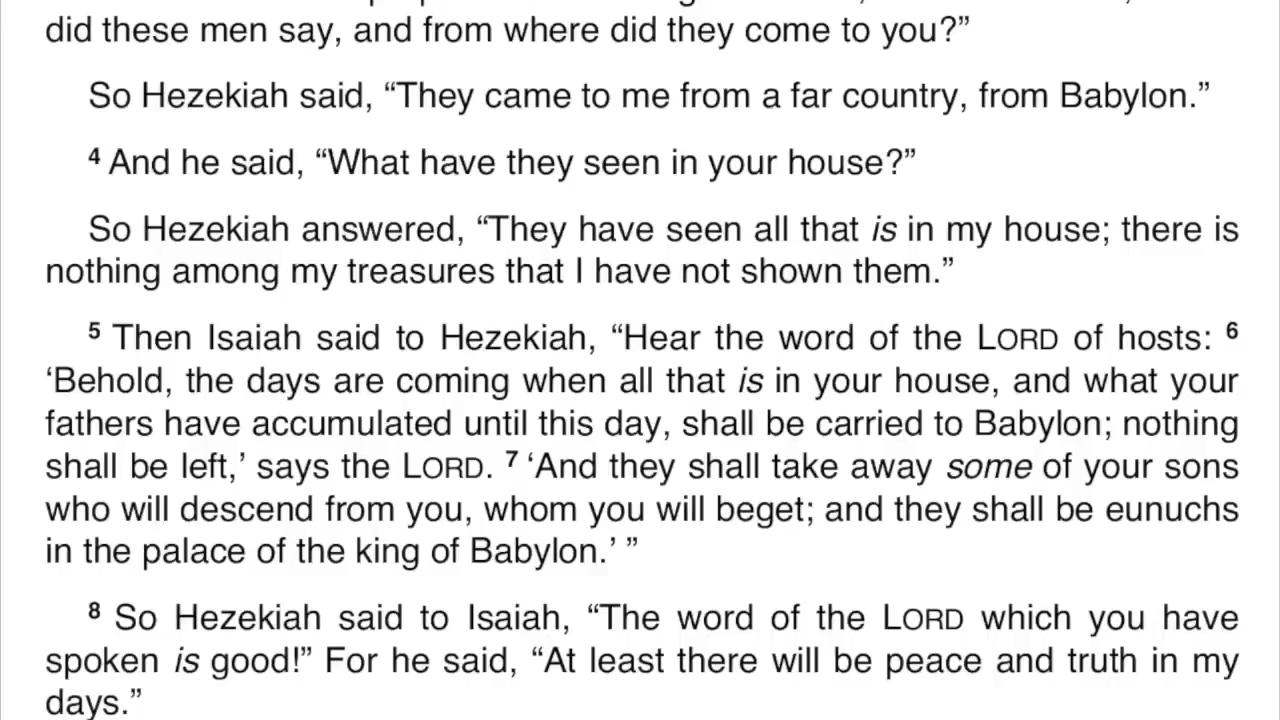 did these men say, and from where did they come to you?”
So Hezekiah said, “They came to me from a far country, from Babylon.”
4 And he said, “What have they seen in your house?”
So Hezekiah answered, “They have seen all that is in my house; there is
nothing among my treasures that I have not shown them.”
5 Then Isaiah said to Hezekiah, “Hear the word of the LORD of hosts: 6
‘Behold, the days are coming when all that is in your house, and what your
fathers have accumulated until this day, shall be carried to Babylon; nothing
shall be left,’ says the LORD. 7 ‘And they shall take away some of your sons
who will descend from you, whom you will beget; and they shall be eunuchs
in the palace of the king of Babylon.’ ”
8 So Hezekiah said to Isaiah, “The word of the LORD which you have
spoken is good!” For he said, “At least there will be peace and truth in my
days.”